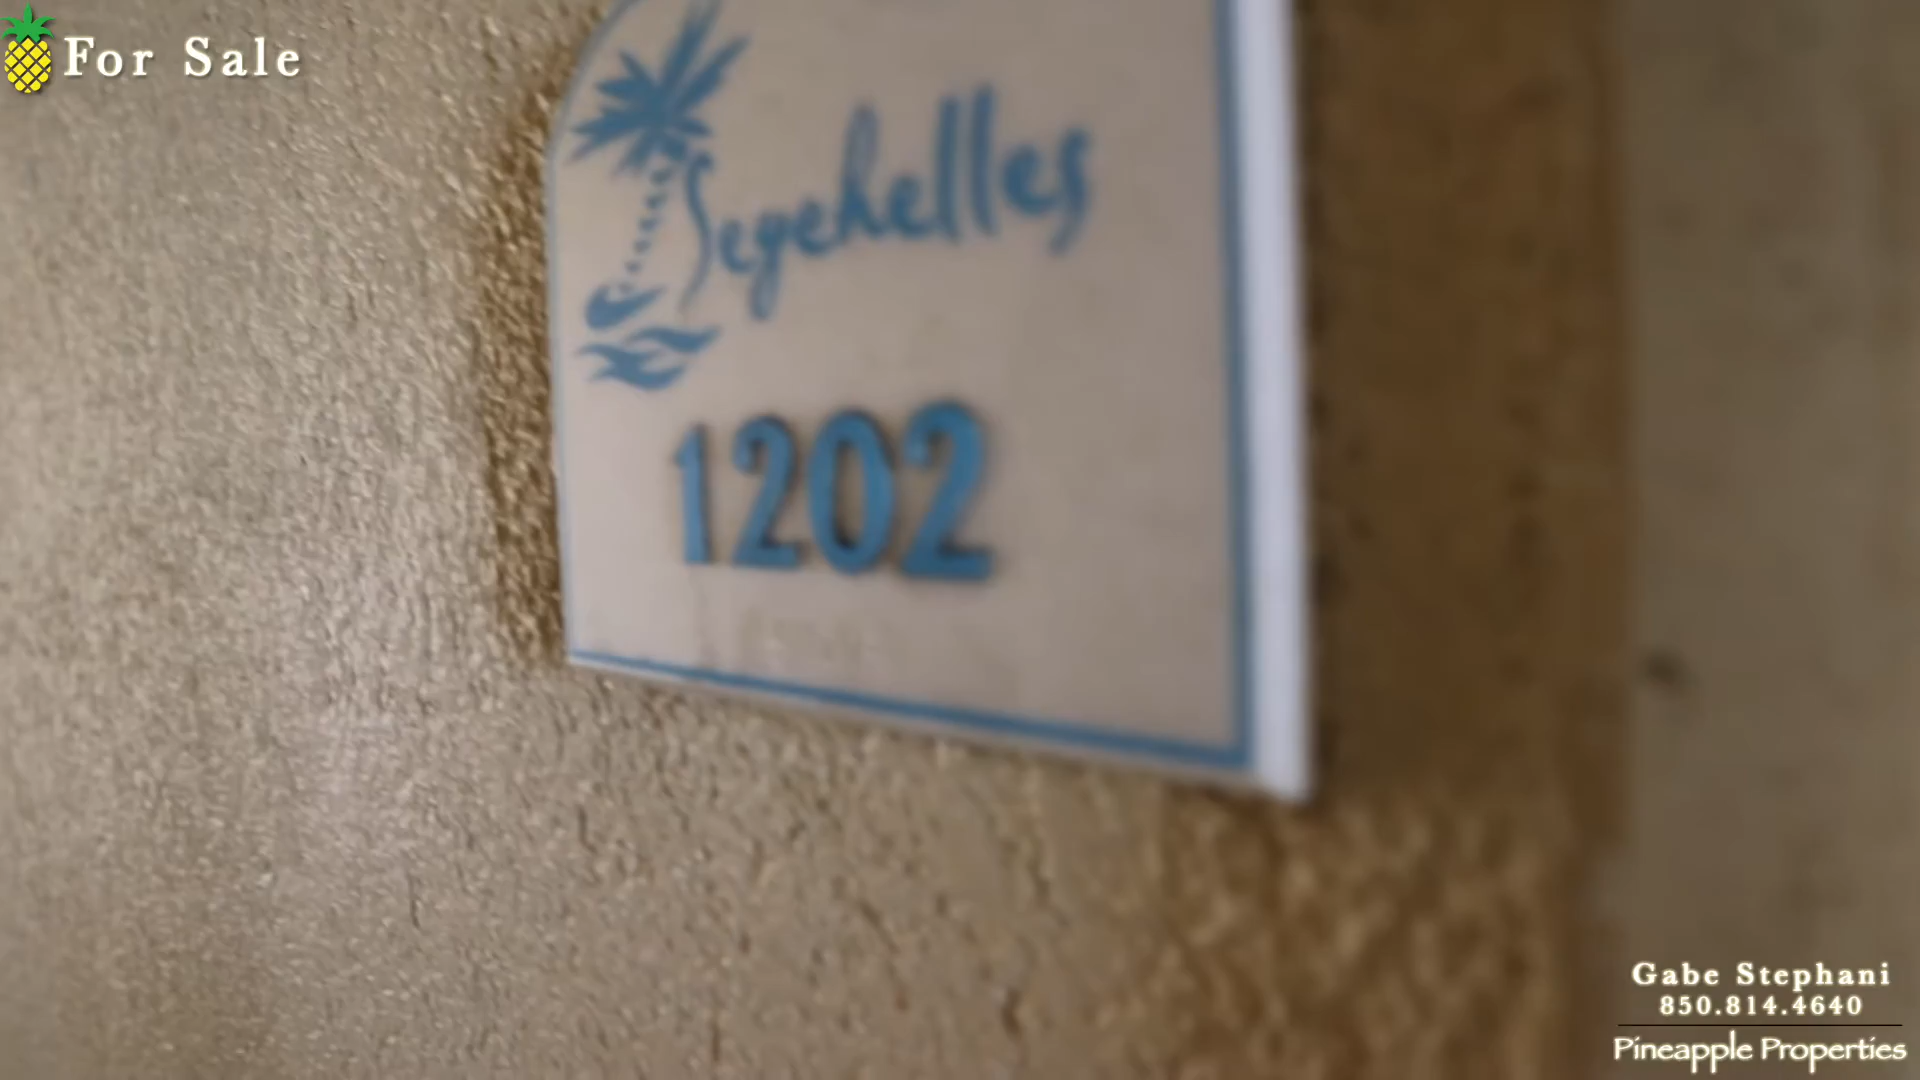 For Sale
Seychelles
1202
Gabe Stephani
850.814.4640
Pineapple Properties